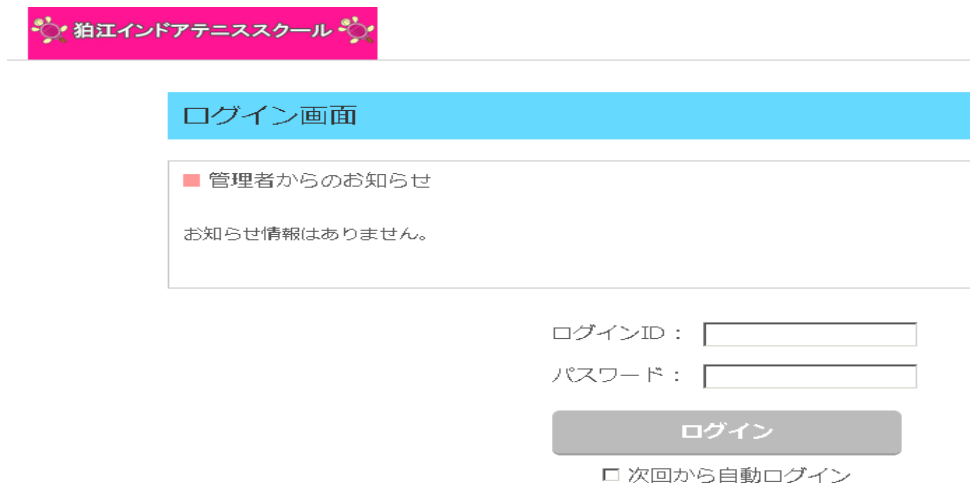 狛江インドアテニススクール
ログイン画面
■ 管理者からのお知らせ
お知らせ情報はありません。
ログインID：
パスワード：
ログイン
次回から自動ログイン